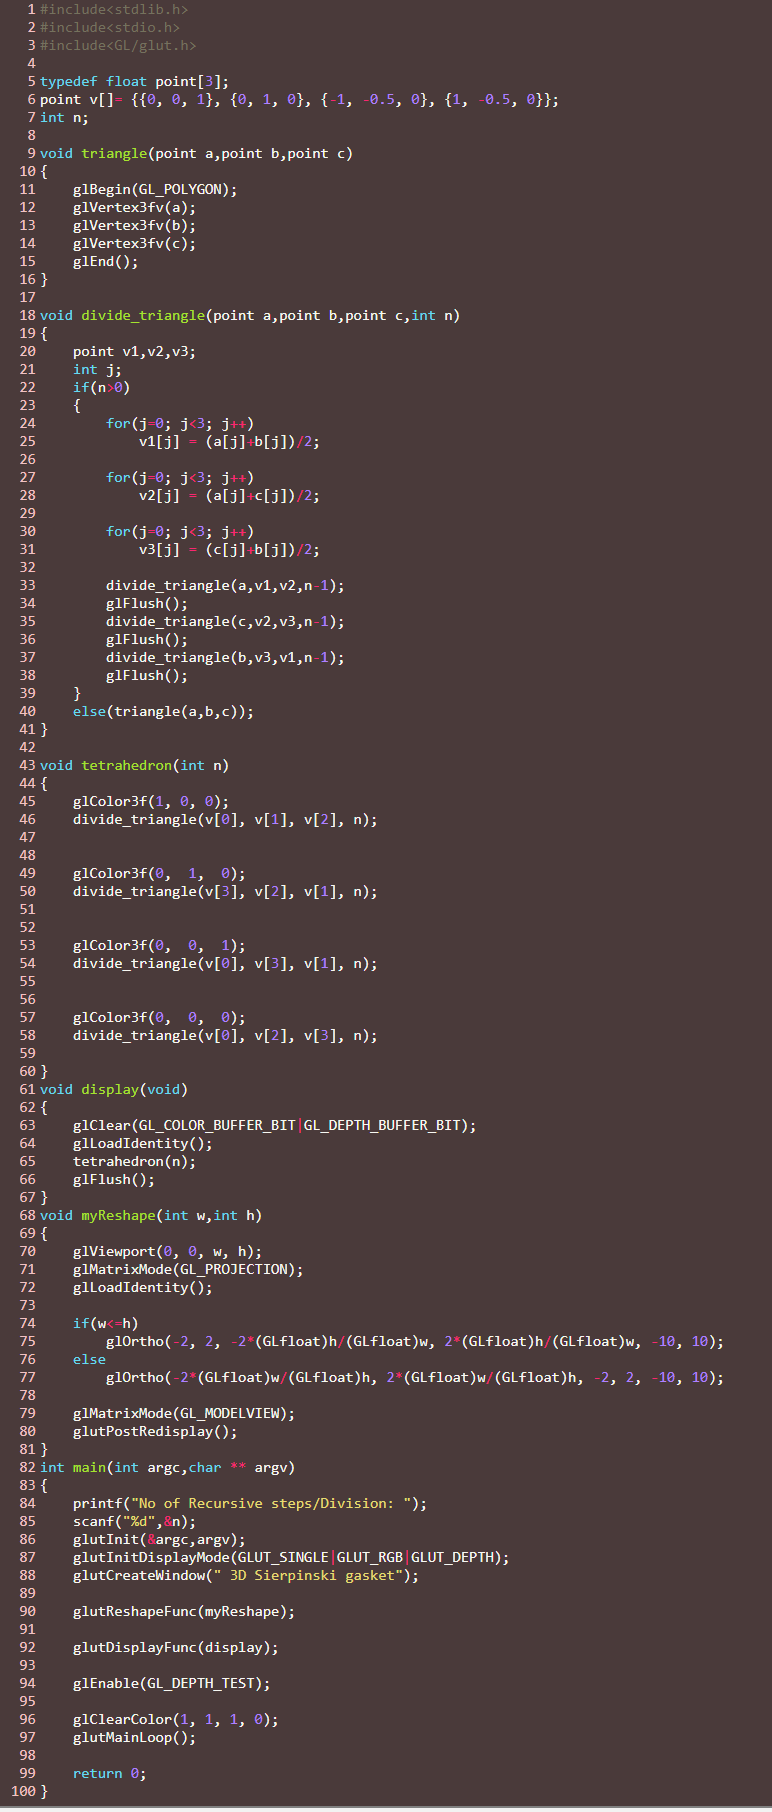 1 #include<stdlib.h>
2 #include<stdio.h>
3 #include<GL/glut.h>
4
5 typedef float point[3];
6 point v[]= {{0, 0, 1}, {0, 1, 0}, {-1, -0.5, 0}, {1, -0.5, 0}};
7 int n;
8
9 void triangle(point a,point b,point c)
10 {
11     glBegin(GL_POLYGON);
12     glVertex3fv(a);
13     glVertex3fv(b);
14     glVertex3fv(c);
15     glEnd();
16 }
17
18 void divide_triangle(point a,point b,point c,int n)
19 {
20     point v1,v2,v3;
21     int j;
22     if(n>0)
23     {
24         for(j=0; j<3; j++)
25             v1[j] = (a[j]+b[j])/2;
26
27         for(j=0; j<3; j++)
28             v2[j] = (a[j]+c[j])/2;
29
30         for(j=0; j<3; j++)
31             v3[j] = (c[j]+b[j])/2;
32
33         divide_triangle(a,v1,v2,n-1);
34         glFlush();
35         divide_triangle(c,v2,v3,n-1);
36         glFlush();
37         divide_triangle(b,v3,v1,n-1);
38         glFlush();
39     }
40     else(triangle(a,b,c));
41 }
42
43 void tetrahedron(int n)
44 {
45     glColor3f(1, 0, 0);
46     divide_triangle(v[0], v[1], v[2], n);
47
48
49     glColor3f(0,  1,  0);
50     divide_triangle(v[3], v[2], v[1], n);
51
52
53     glColor3f(0,  0,  1);
54     divide_triangle(v[0], v[3], v[1], n);
55
56
57     glColor3f(0,  0,  0);
58     divide_triangle(v[0], v[2], v[3], n);
59
60 }
61 void display(void)
62 {
63     glClear(GL_COLOR_BUFFER_BIT|GL_DEPTH_BUFFER_BIT);
64     glLoadIdentity();
65     tetrahedron(n);
66     glFlush();
67 }
68 void myReshape(int w,int h)
69 {
70     glViewport(0, 0, w, h);
71     glMatrixMode(GL_PROJECTION);
72     glLoadIdentity();
73
74     if(w<=h)
75         glOrtho(-2, 2, -2*(GLfloat)h/(GLfloat)w, 2*(GLfloat)h/(GLfloat)w, -10, 10);
76     else
77         glOrtho(-2*(GLfloat)w/(GLfloat)h, 2*(GLfloat)w/(GLfloat)h, -2, 2, -10, 10);
78
79     glMatrixMode(GL_MODELVIEW);
80     glutPostRedisplay();
81 }
82 int main(int argc,char ** argv)
83 {
84     printf("No of Recursive steps/Division: ");
85     scanf("%d",&n);
86     glutInit(&argc,argv);
87     glutInitDisplayMode(GLUT_SINGLE|GLUT_RGB|GLUT_DEPTH);
88     glutCreateWindow(" 3D Sierpinski gasket");
89
90     glutReshapeFunc(myReshape);
91
92     glutDisplayFunc(display);
93
94     glEnable(GL_DEPTH_TEST);
95
96     glClearColor(1, 1, 1, 0);
97     glutMainLoop();
98
99     return 0;
100 }